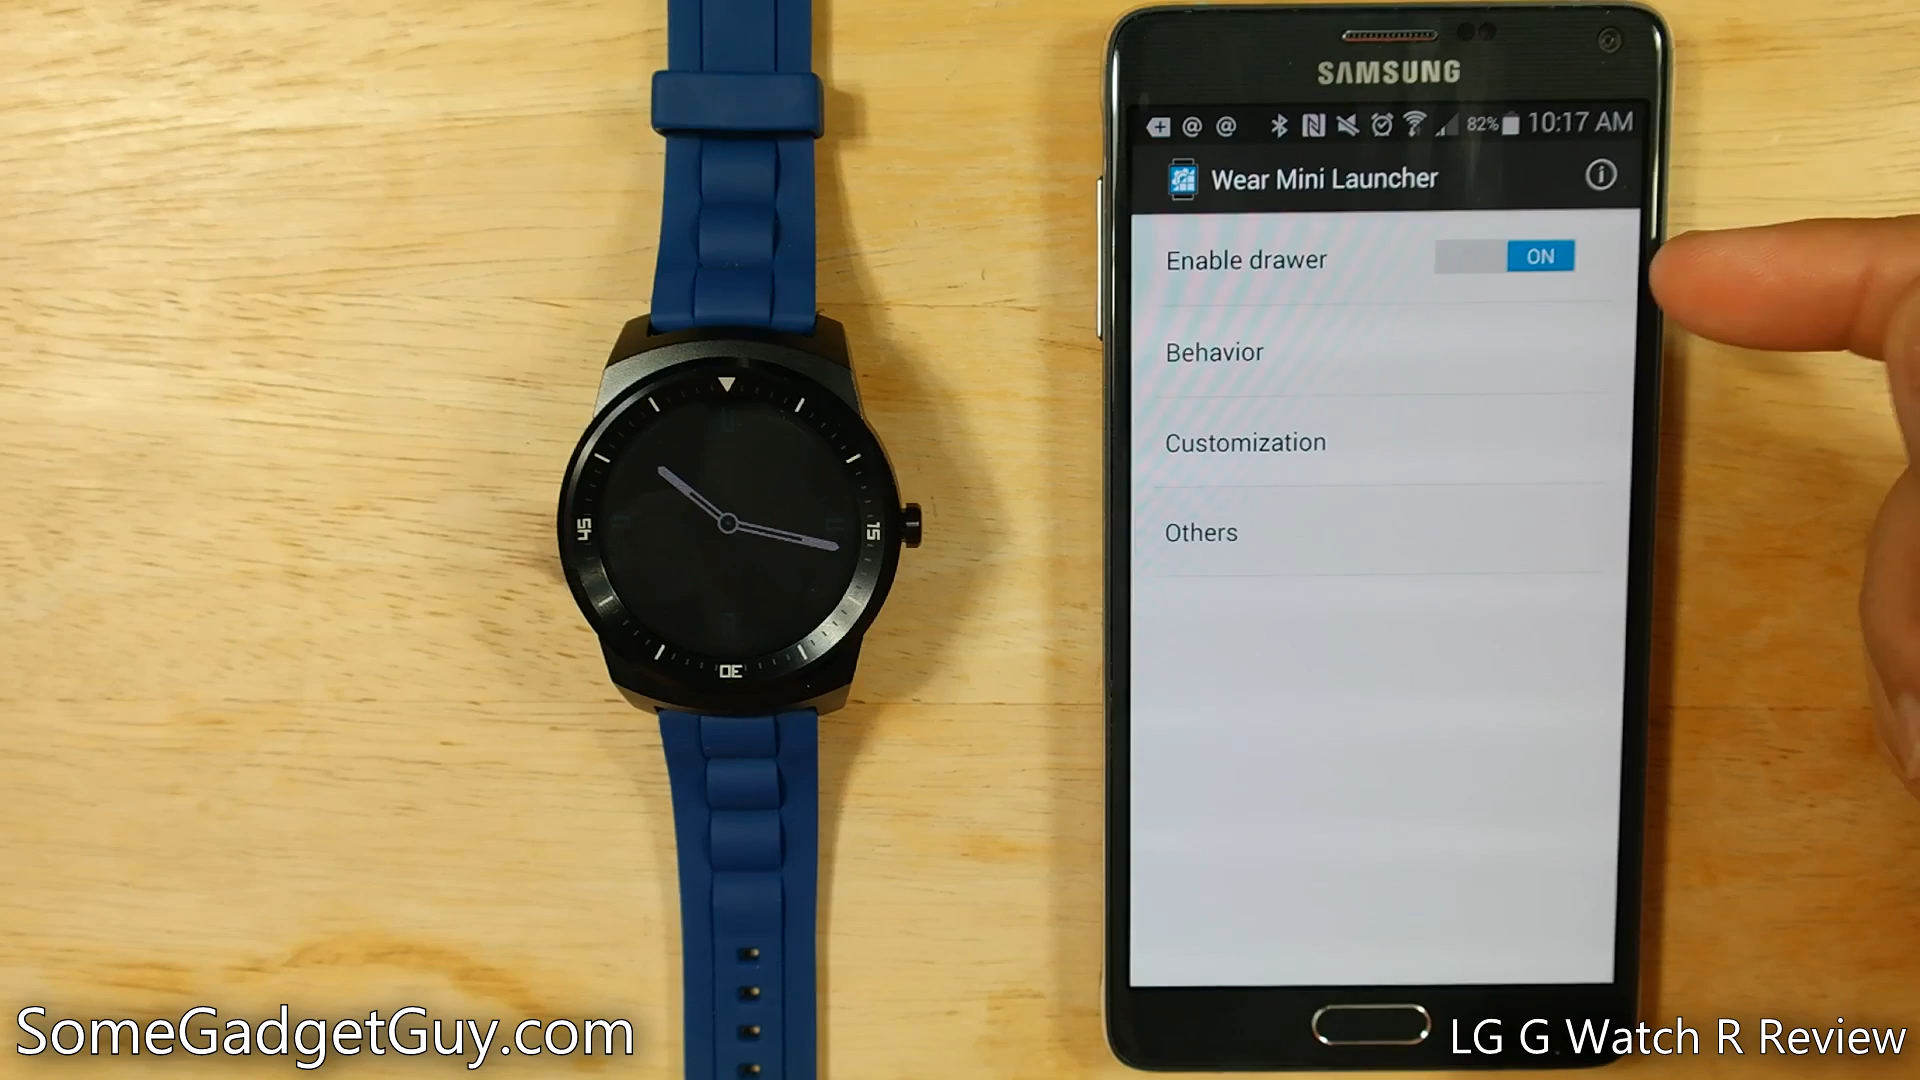 SAMSUNG
82% 10:17 AM
Wear Mini Launcher
Enable drawer ON
Behavior
Customization
Others
15
30
45
SomeGadgetGuy.com
LG G Watch R Review